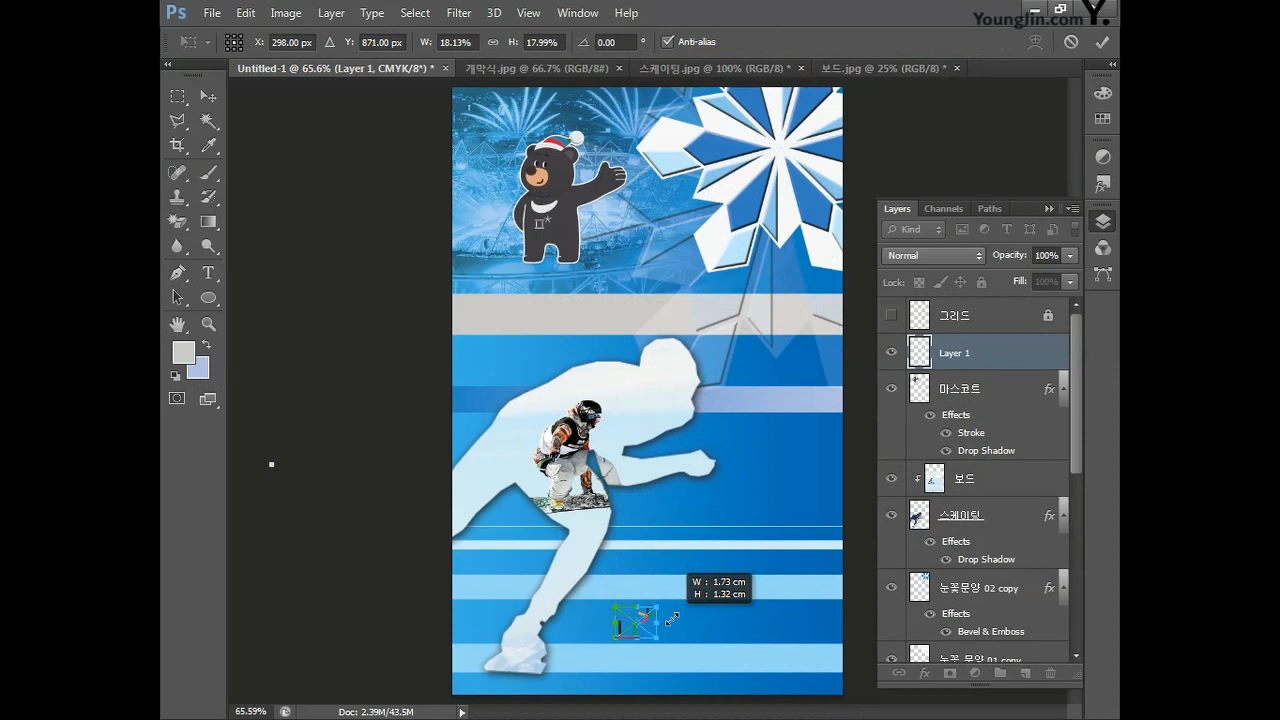 Ps File Edit Image Layer Type Select Filter 3D View Window Help
YoungJin.com Y.
X: 298.00 px Y: 871.00 px W: 18.13% H: 17.99% 0.00 ° Anti-alias
Untitled-1 @ 65.6% (Layer 1, CMYK/8*) * × 개막식.jpg @ 66.7% (RGB/8#) × 스케이팅.jpg @ 100% (RGB/8) * × 보드.jpg @ 25% (RGB/8) * ×
Layers Channels Paths
Kind
Normal Opacity: 100%
Lock: Fill: 100%
그리드
Layer 1
마스코트 fx
Effects
Stroke
Drop Shadow
보드
스케이팅 fx
Effects
Drop Shadow
눈꽃문양 02 copy fx
Effects
Bevel & Emboss
눈꽃 문양 01 copy
W : 1.73 cm
H : 1.32 cm
65.59% Doc: 2.39M/43.5M